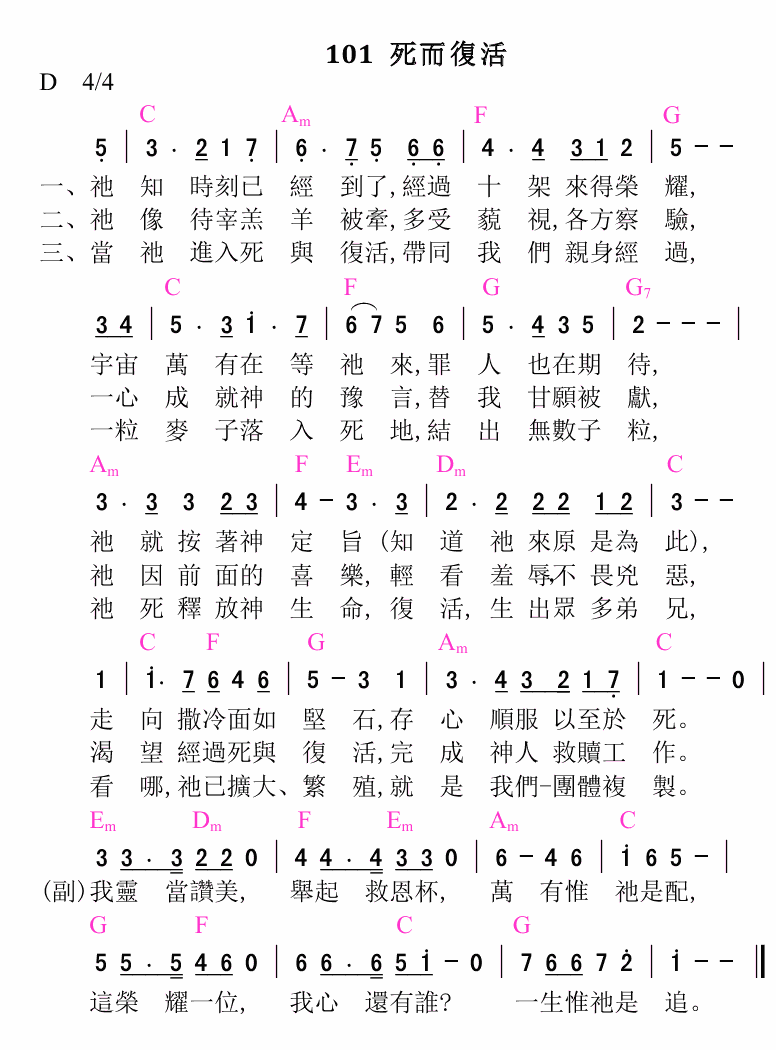 101 死而復活
D 4/4
C Am F G
5 | 3 · 2 1 7 | 6 · 7 5 6 6 | 4 · 4 3 1 2 | 5 - -
一、祂 知 時刻已 經 到了,經過 十 架 來得榮 耀,
二、祂 像 待宰羔 羊 被牽,多受 藐 視,各方察 驗,
三、當 祂 進入死 與 復活,帶同 我 們 親身經 過,
C F G G7
3 4 | 5 · 3 i · 7 | 6 7 5 6 | 5 · 4 3 5 | 2 - - - |
宇宙 萬 有在 等 祂 來,罪 人 也在期 待,
一心 成 就神 的 豫 言,替 我 甘願被 獻,
一粒 麥 子落 入 死 地,結 出 無數子 粒,
Am F Em Dm C
3 · 3 3 2 3 | 4 - 3 · 3 | 2 · 2 2 2 1 2 | 3 - -
祂 就 按 著神 定 旨 (知 道 祂 來原 是為 此),
祂 因 前 面的 喜 樂, 輕 看 羞 辱,不 畏兇 惡,
祂 死 釋 放神 生 命, 復 活, 生 出眾 多弟 兄,
C F G Am C
1 | i · 7 6 4 6 | 5 - 3 1 | 3 · 4 3 2 1 7 | 1 - - 0 |
走 向 撒冷面如 堅 石,存 心 順服 以至於 死。
渴 望 經過死與 復 活,完 成 神人 救贖工 作。
看 哪,祂已擴大、繁 殖,就 是 我們-團體複 製。
Em Dm F Em Am C
3 3 · 3 2 2 0 | 4 4 · 4 3 3 0 | 6 - 4 6 | i 6 5 - |
(副)我靈 當讚美, 舉起 救恩杯, 萬 有惟 祂是配,
G F C G
5 5 · 5 4 6 0 | 6 6 · 6 5 i - 0 | 7 6 6 7 2 | i - - ‖
這榮 耀一位, 我心 還有誰? 一生惟祂是 追。